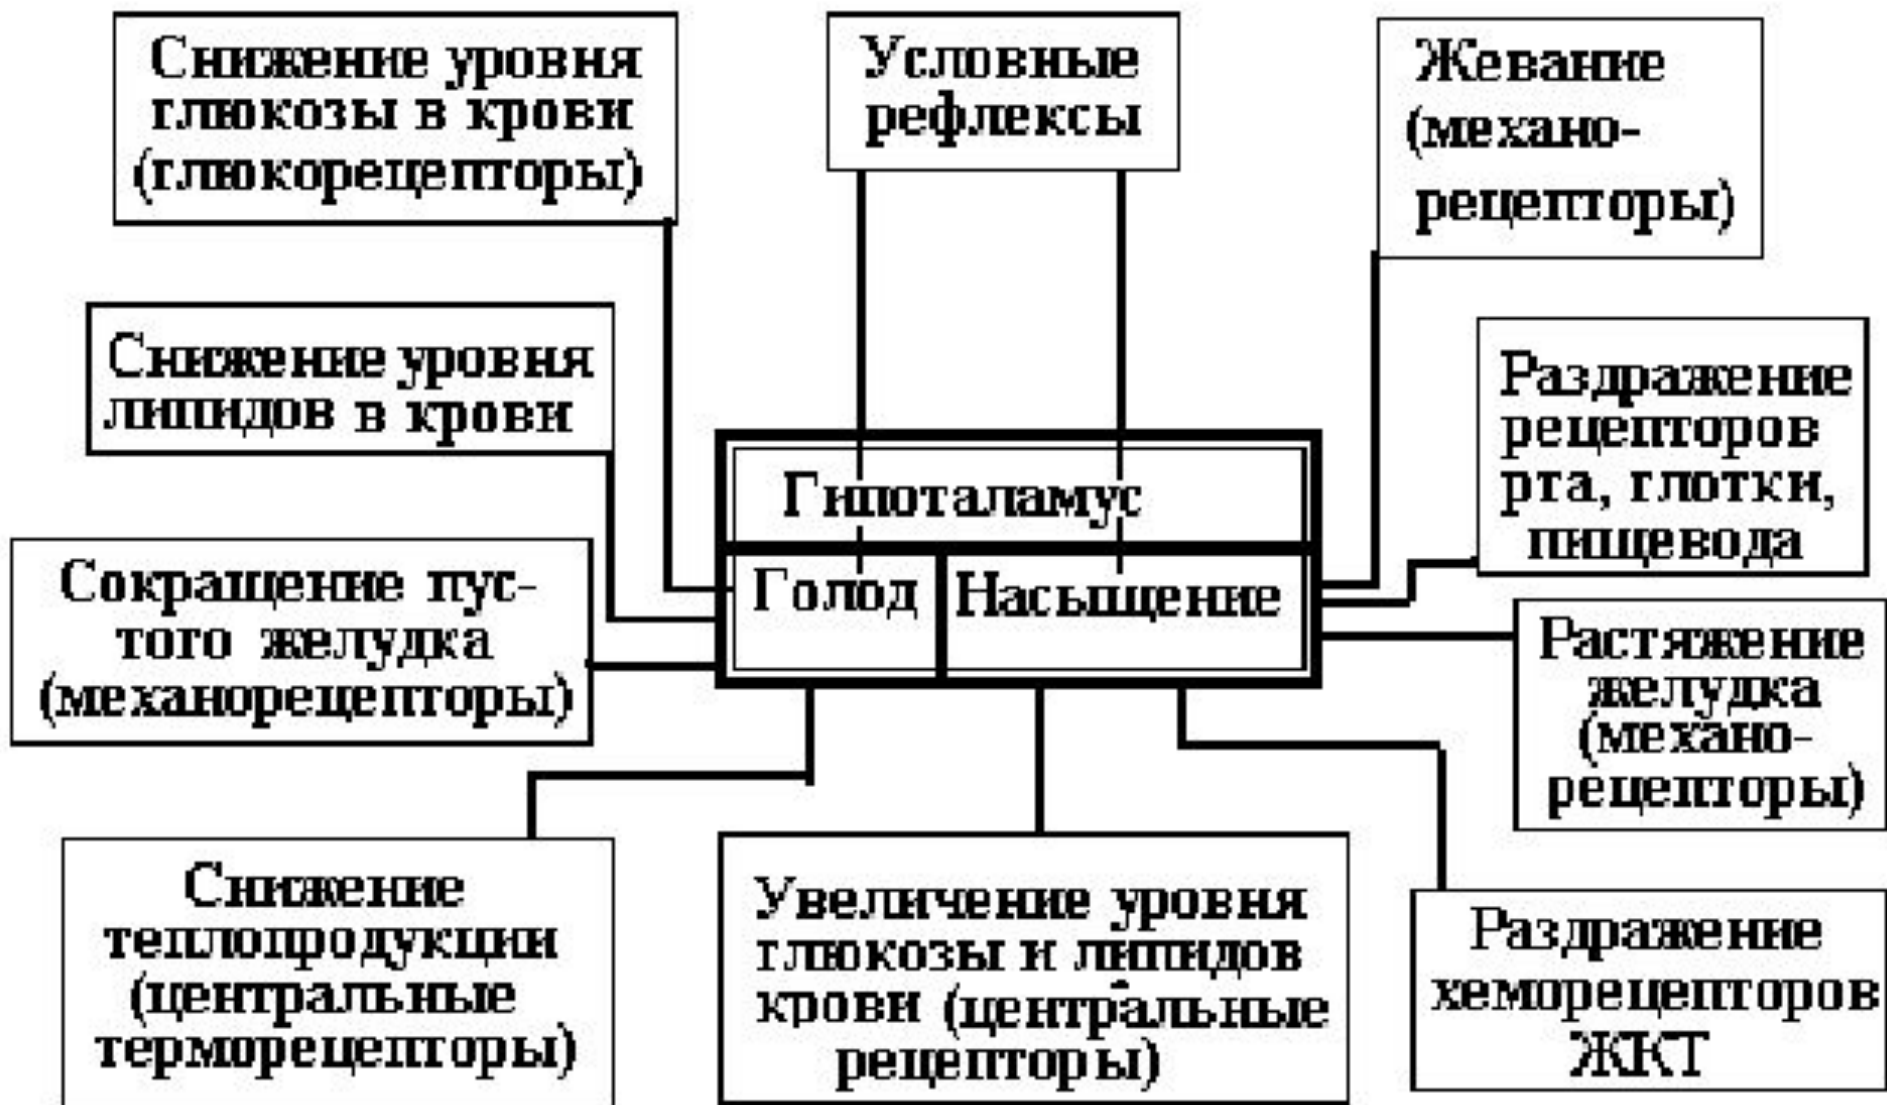 Снижение уровня
глюкозы в крови
(глюкорецепторы)
Условные
рефлексы
Жевание
(механо-
рецепторы)
Снижение уровня
липидов в крови
Раздражение
рецепторов
рта, глотки,
пищевода
Гипоталамус
Голод
Насыщение
Сокращение пус-
того желудка
(механорецепторы)
Растяжение
желудка
(механо-
рецепторы)
Снижение
теплопродукции
(центральные
терморецепторы)
Увеличение уровня
глюкозы и липидов
крови (центральные
рецепторы)
Раздражение
хеморецепторов
ЖКТ